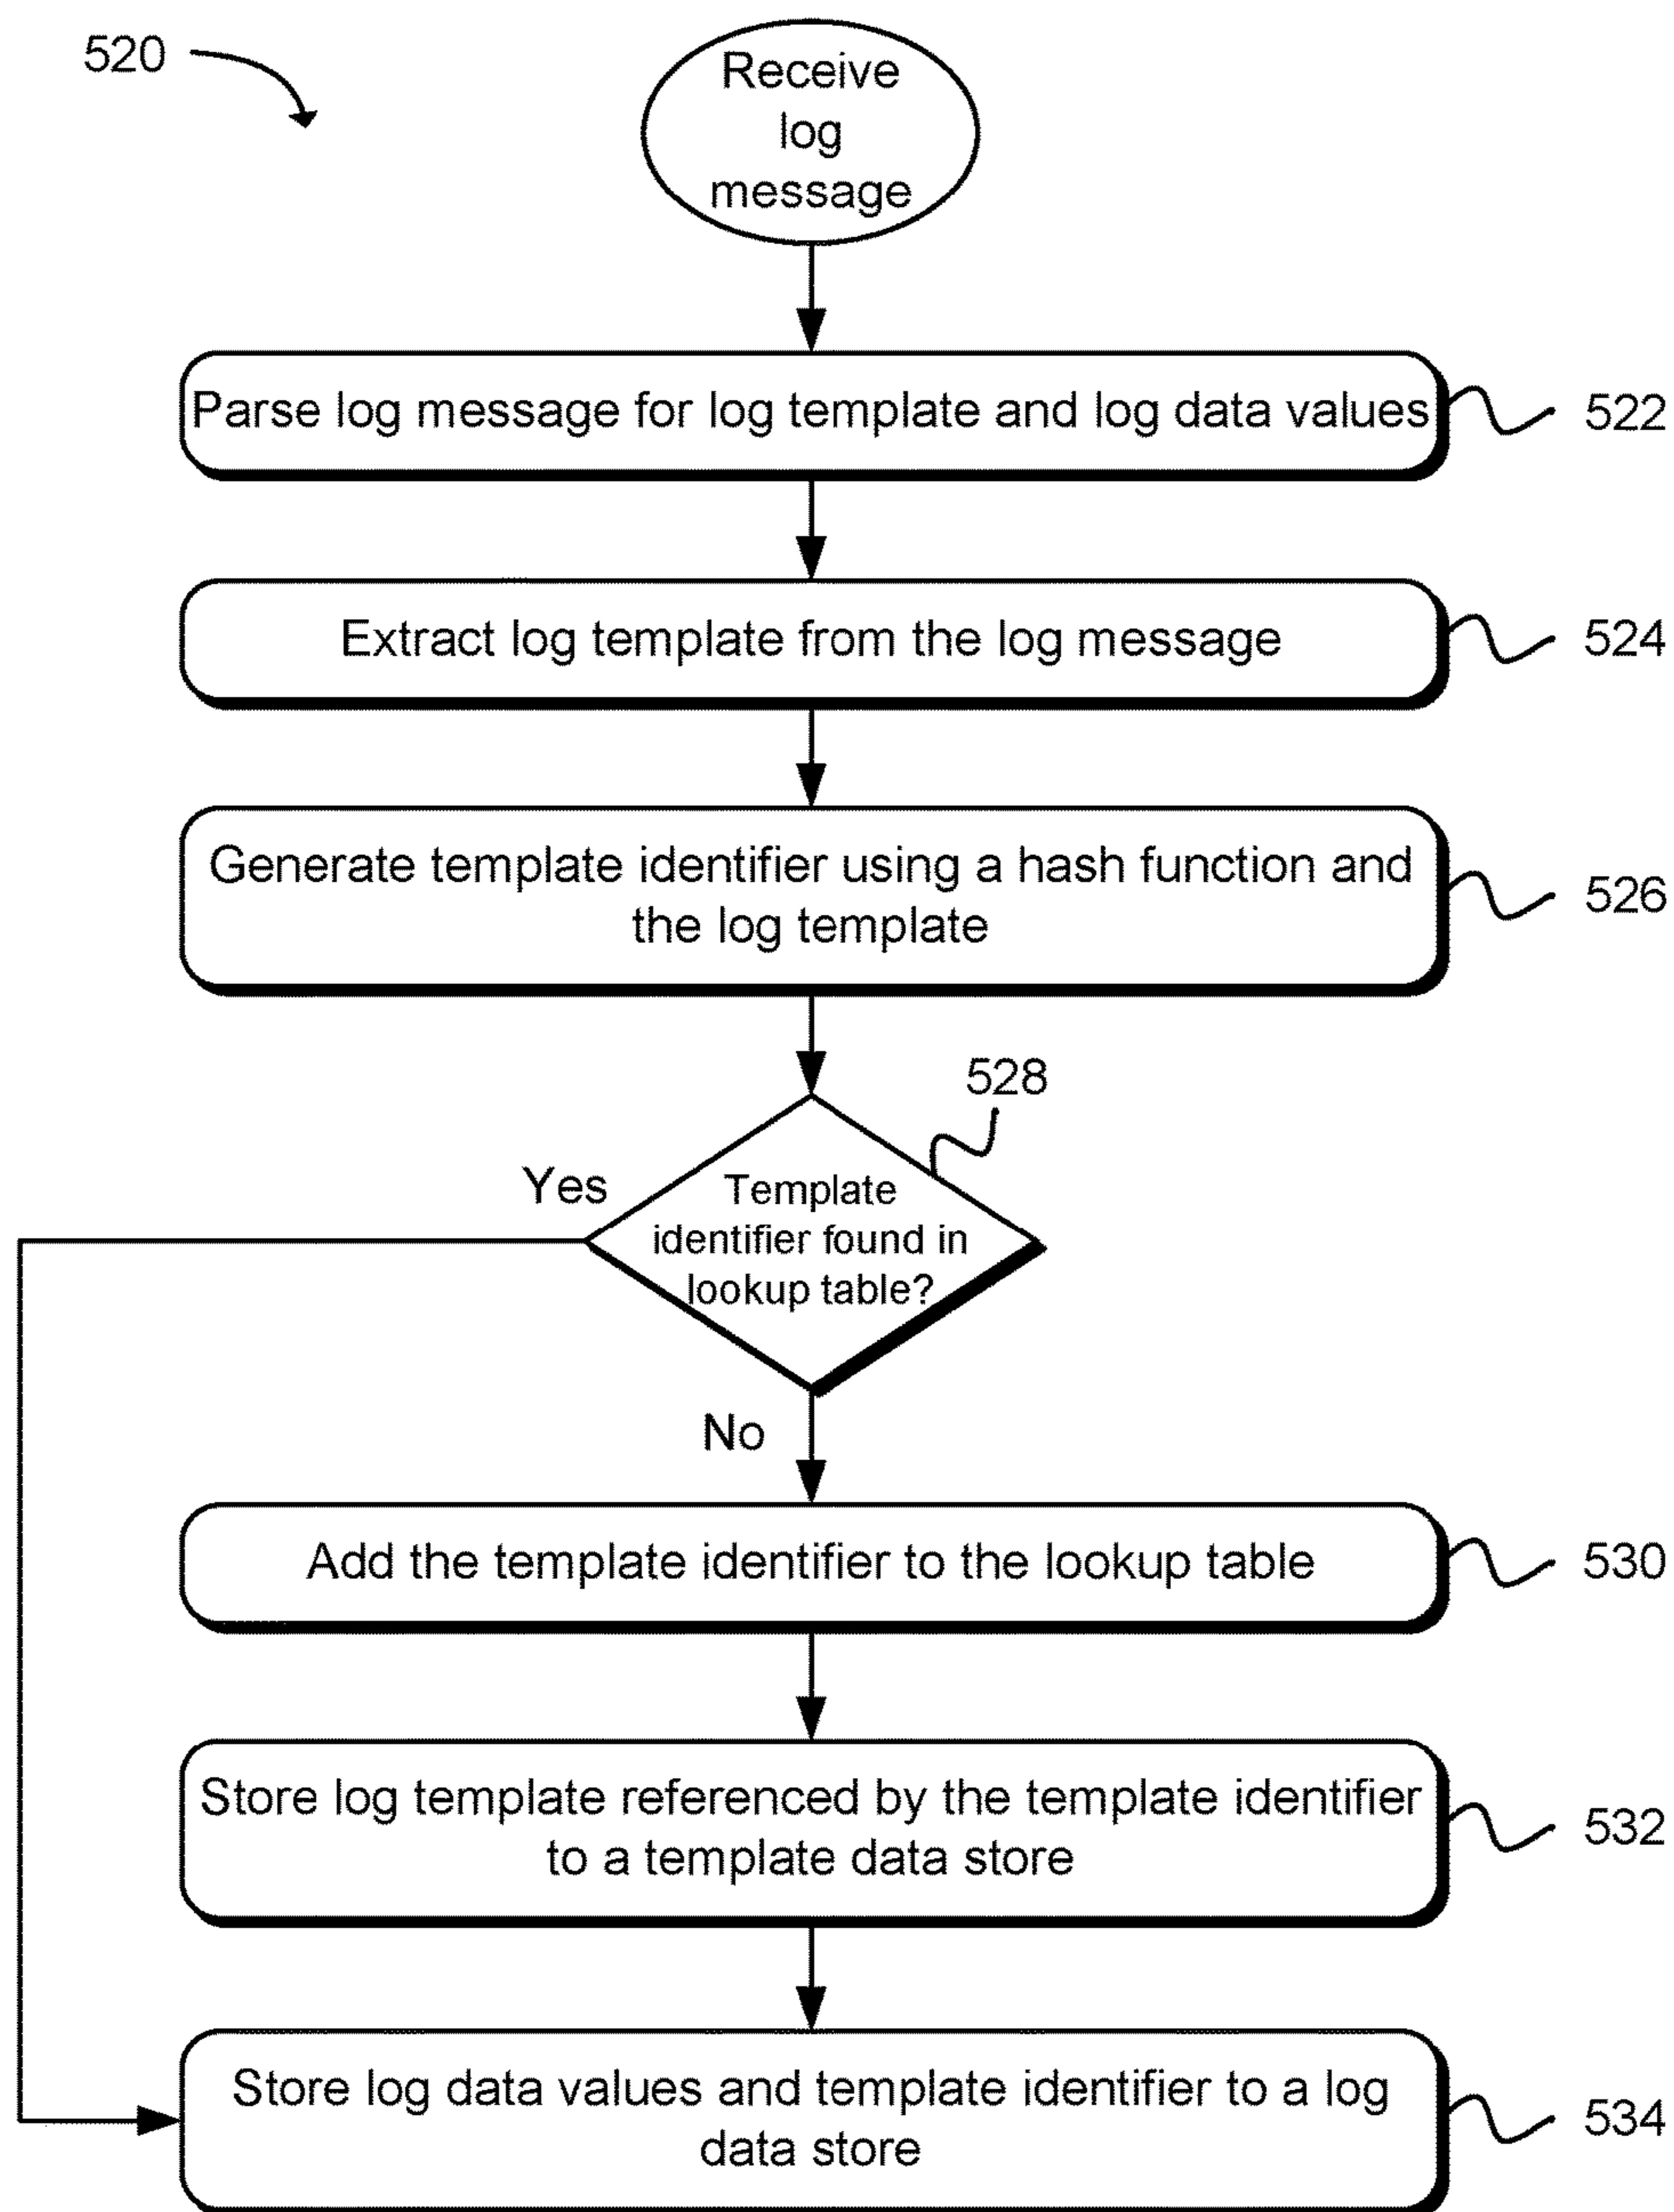 520
Receive
log
message
Parse log message for log template and log data values
522
Extract log template from the log message
524
Generate template identifier using a hash function and
the log template
526
528
Yes
Template
identifier found in
lookup table?
No
Add the template identifier to the lookup table
530
Store log template referenced by the template identifier
to a template data store
532
Store log data values and template identifier to a log
data store
534